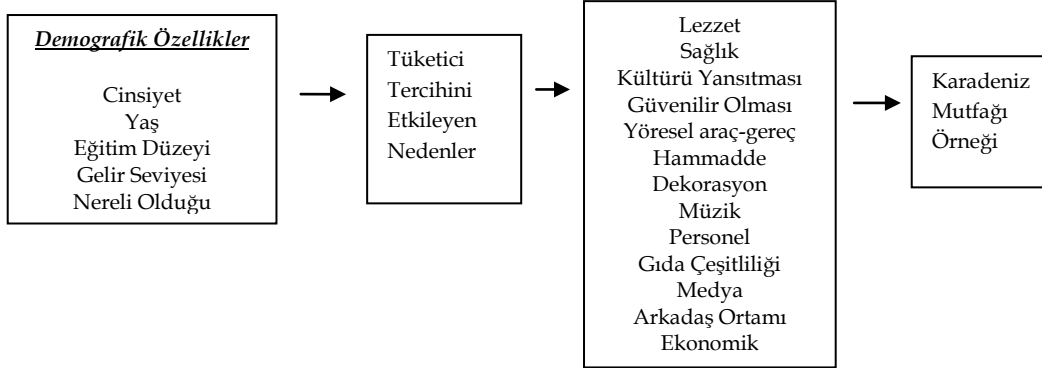 Demografik Özellikler
Cinsiyet
Yaş
Eğitim Düzeyi
Gelir Seviyesi
Nereli Olduğu
Tüketici
Tercihini
Etkileyen
Nedenler
Lezzet
Sağlık
Kültürü Yansıtması
Güvenilir Olması
Yöresel araç-gereç
Hammadde
Dekorasyon
Müzik
Personel
Gıda Çeşitliliği
Medya
Arkadaş Ortamı
Ekonomik
Karadeniz
Mutfağı
Örneği